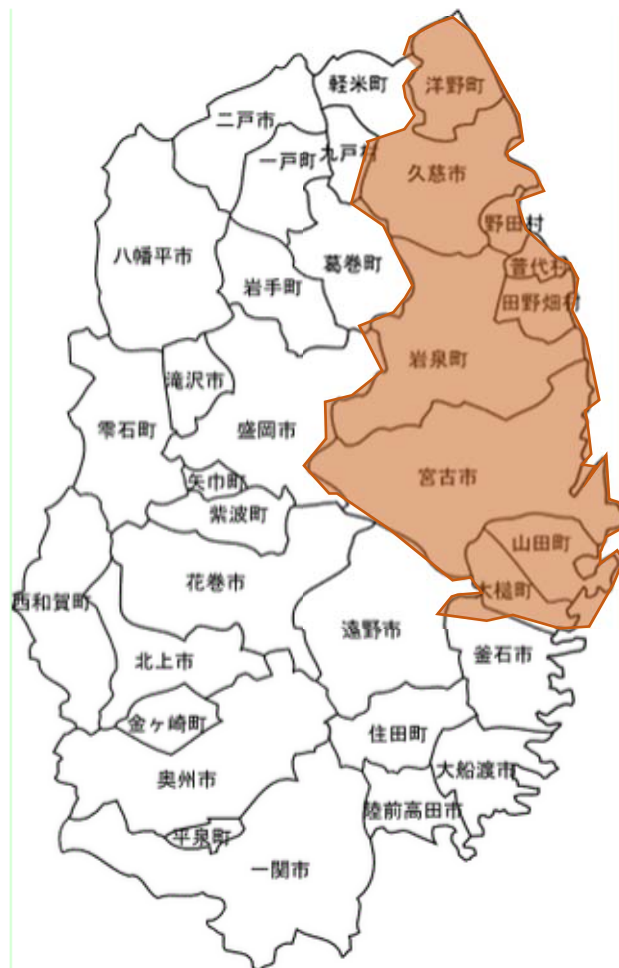 軽米町
洋野町
二戸市
一戸町
九戸村
久慈市
野田村
八幡平市
葛巻町
普代村
岩手町
田野畑村
岩泉町
滝沢市
雫石町
盛岡市
矢巾町
宮古市
紫波町
山田町
花巻市
大槌町
西和賀町
遠野市
北上市
釜石市
金ヶ崎町
住田町
奥州市
大船渡市
陸前高田市
平泉町
一関市